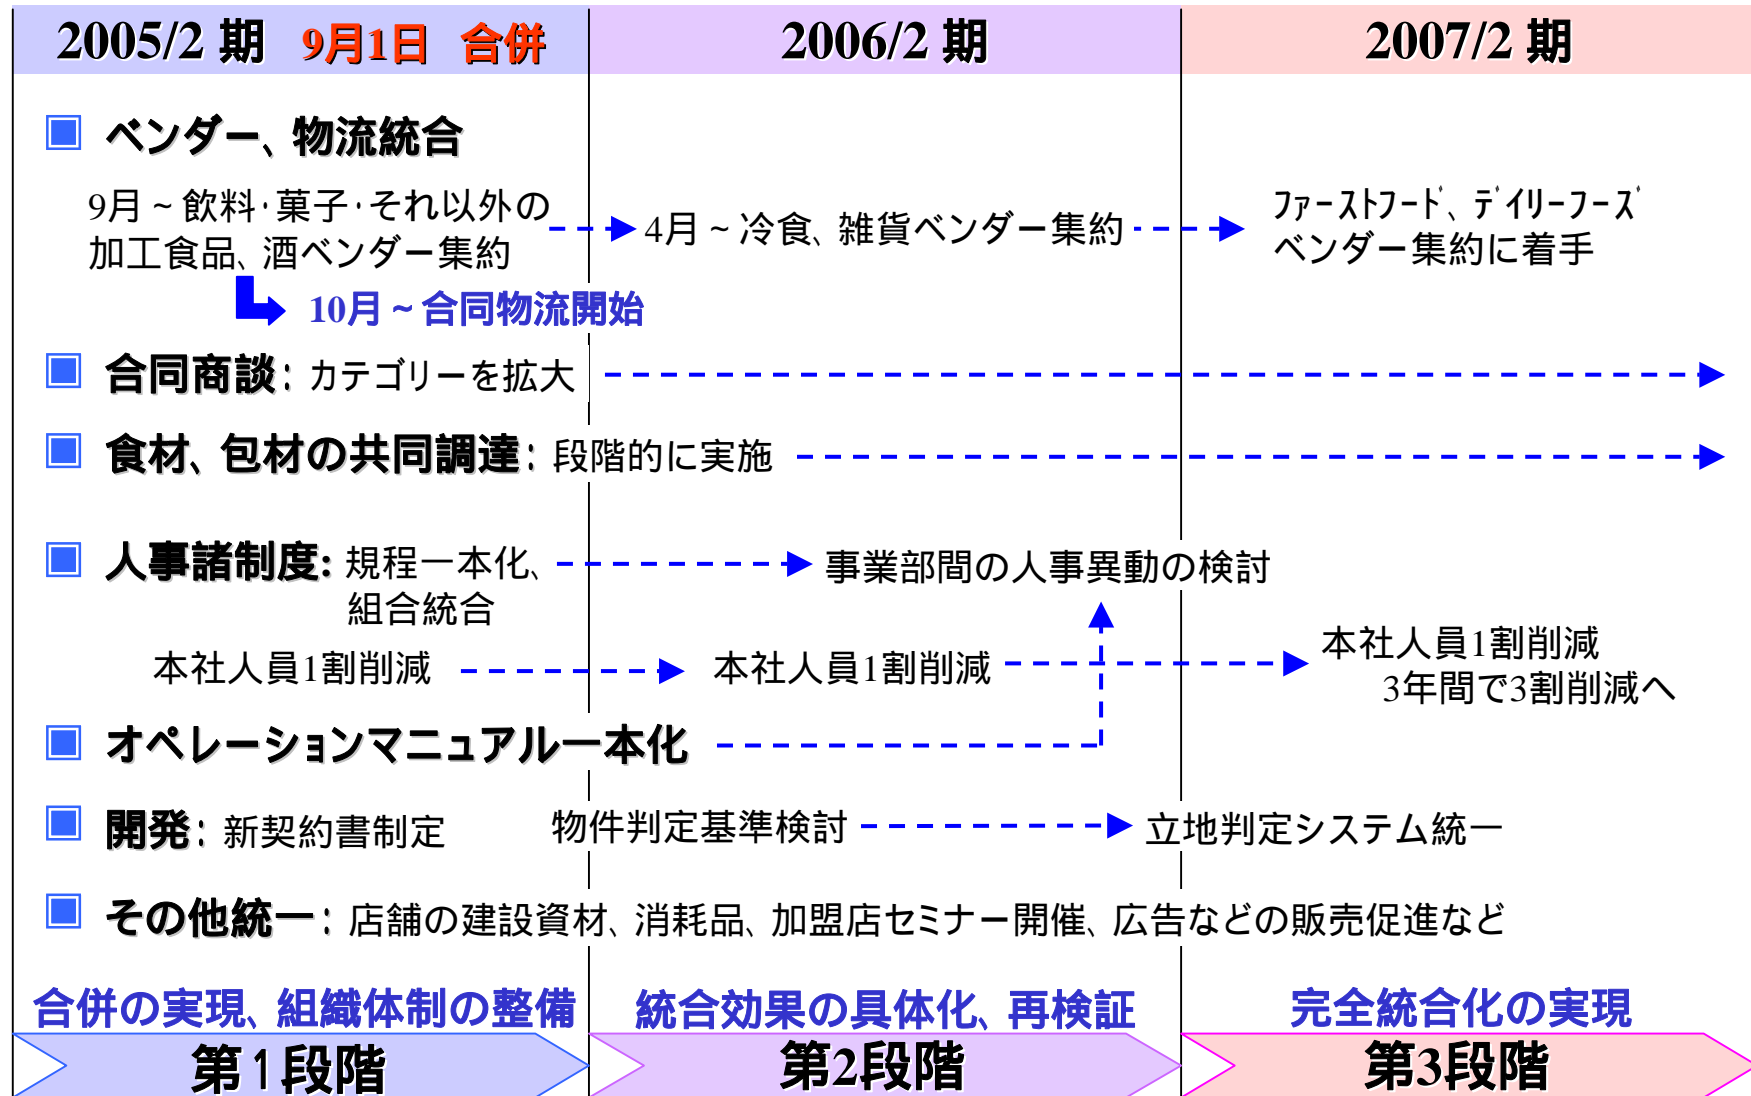 2005/2 期 9月1日 合併
2006/2 期
2007/2 期
ベンダー、物流統合
9月~飲料・菓子・それ以外の
加工食品、酒ベンダー集約
4月~冷食、雑貨ベンダー集約
ファーストフード、デイリーフーズ
ベンダー集約に着手
10月~合同物流開始
合同商談:カテゴリーを拡大
食材、包材の共同調達:段階的に実施
人事諸制度:規程一本化、
組合統合
事業部間の人事異動の検討
本社人員1割削減
本社人員1割削減
本社人員1割削減
3年間で3割削減へ
オペレーションマニュアル一本化
開発:新契約書制定
物件判定基準検討
立地判定システム統一
その他統一:店舗の建設資材、消耗品、加盟店セミナー開催、広告などの販売促進など
合併の実現、組織体制の整備
統合効果の具体化、再検証
完全統合化の実現
第1段階
第2段階
第3段階